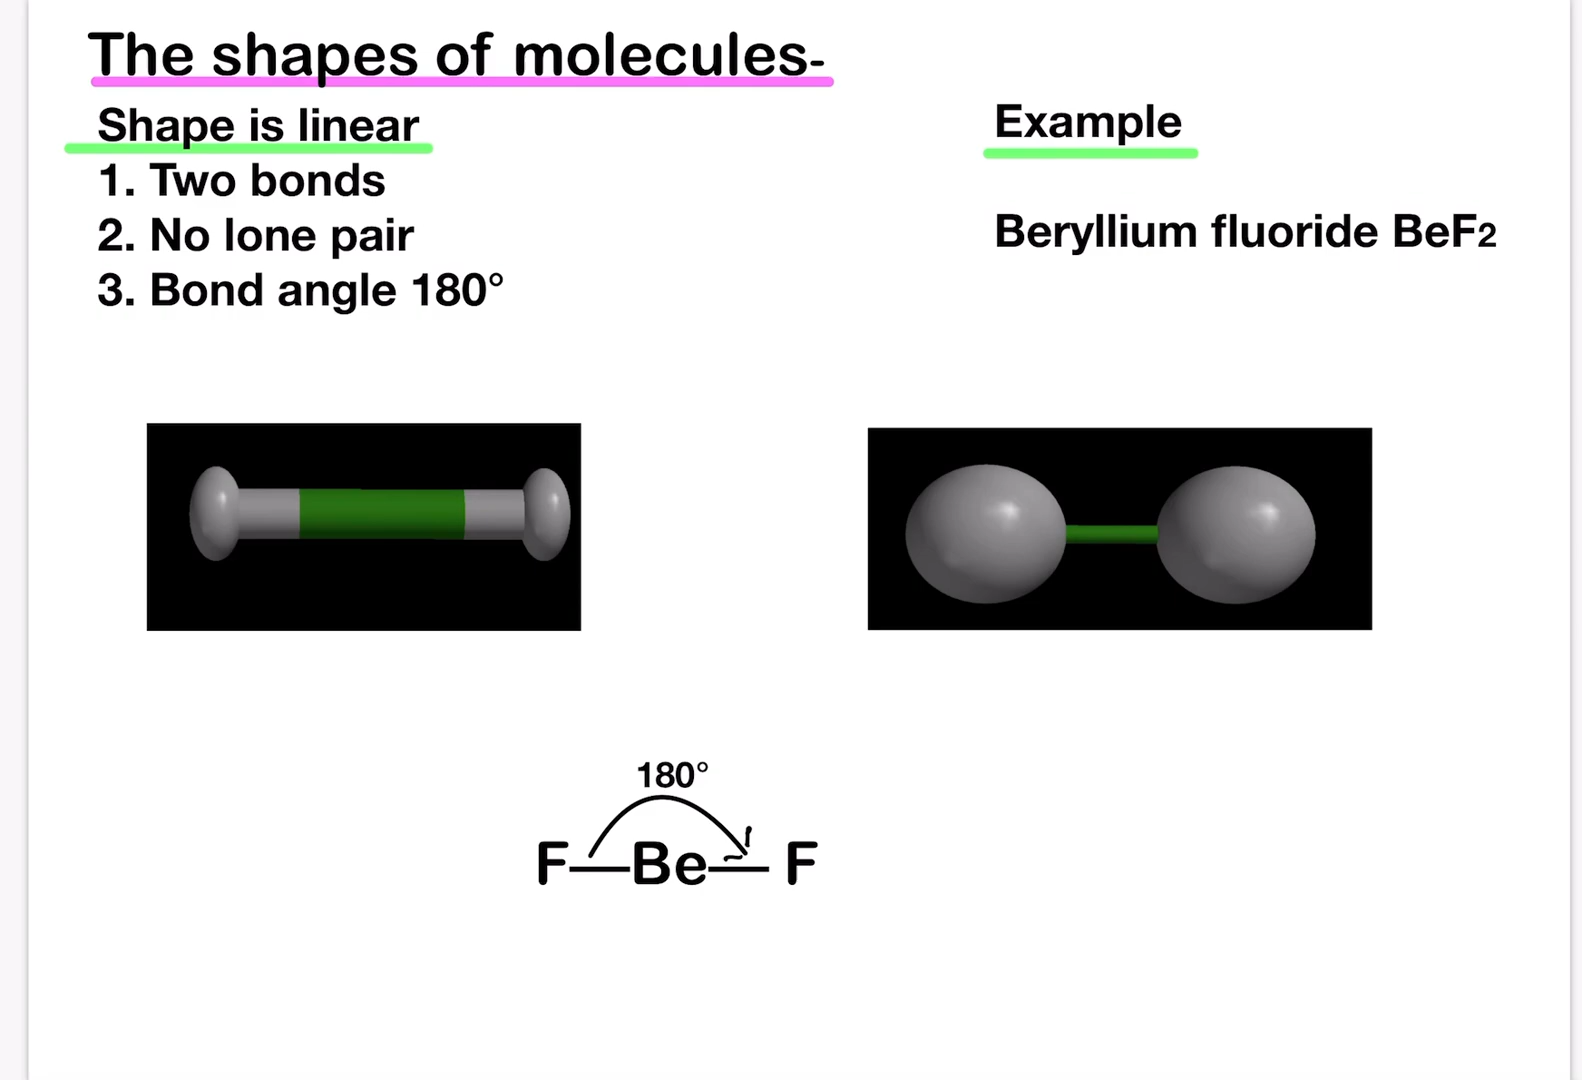 The shapes of molecules-
Shape is linear
1. Two bonds
2. No lone pair
3. Bond angle 180°
Example
Beryllium fluoride BeF2
180°
F—Be—F